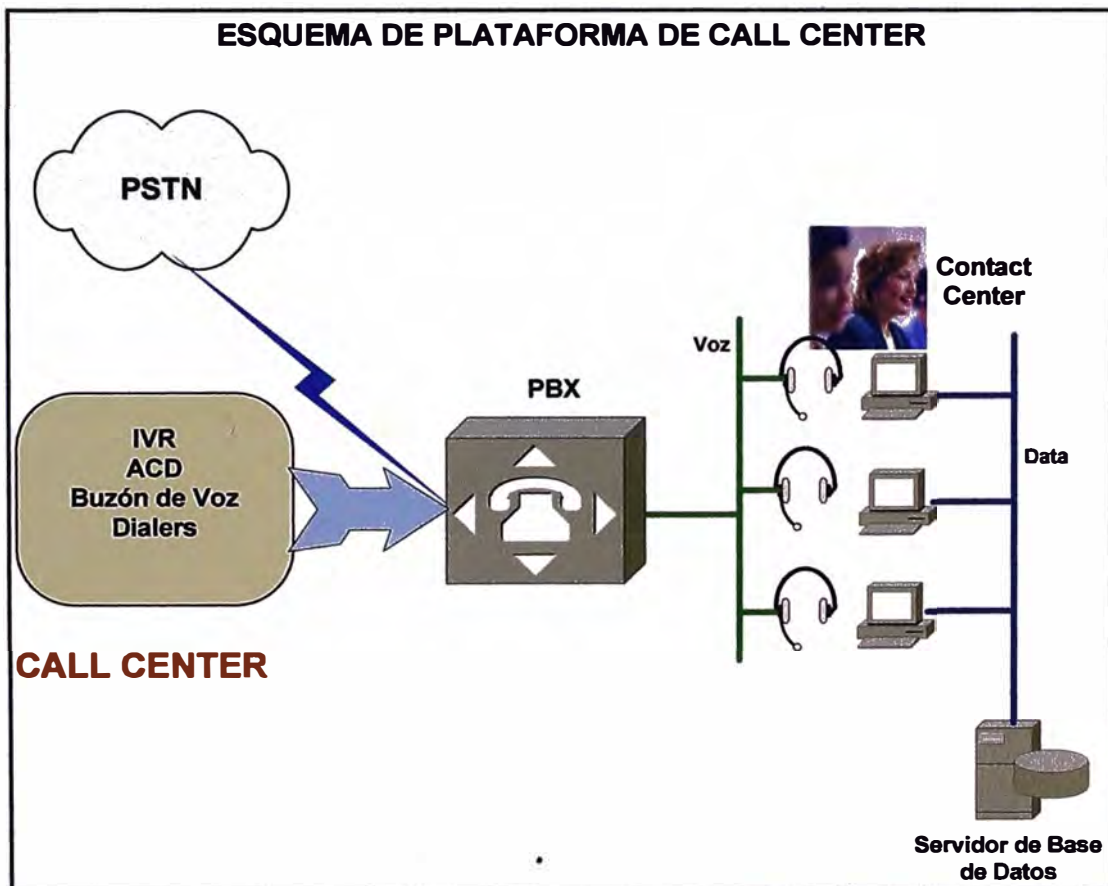 ESQUEMA DE PLATAFORMA DE CALL CENTER
PSTN
Contact
Center
Voz
PBX
IVR
ACD
Buzón de Voz
Dialers
Data
CALL CENTER
Servidor de Base
de Datos